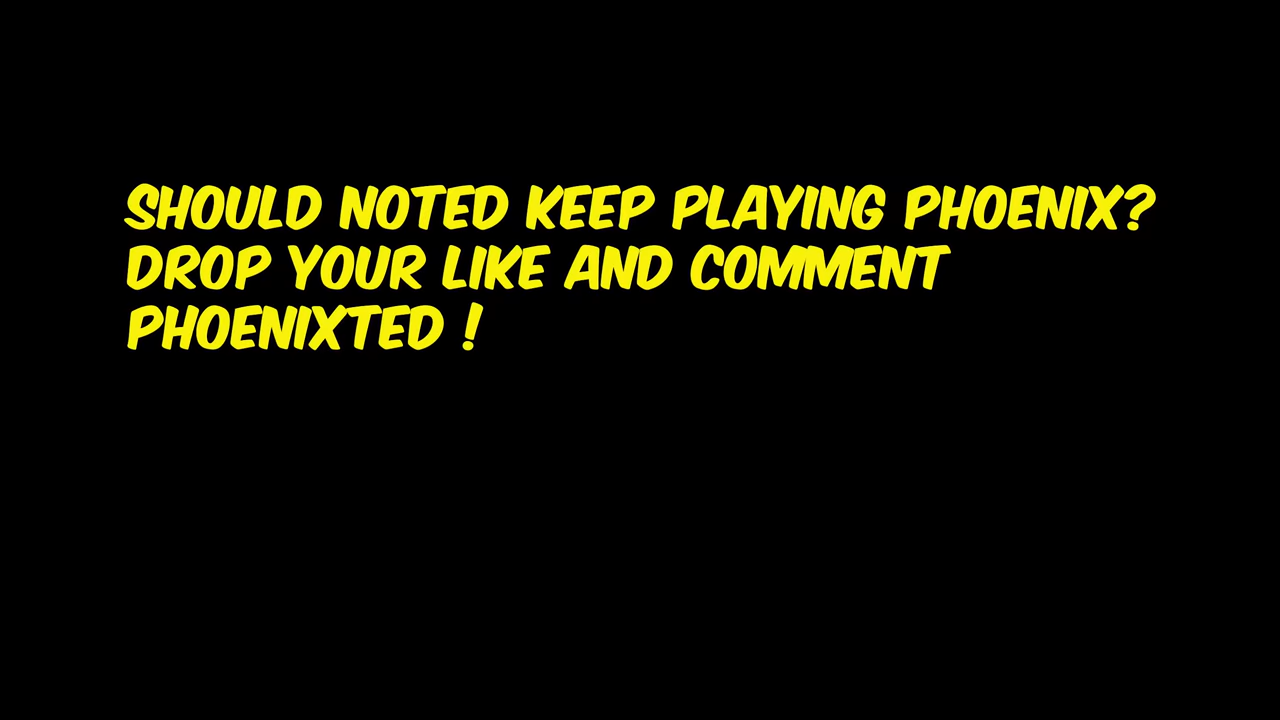 SHOULD NOTED KEEP PLAYING PHOENIX?
DROP YOUR LIKE AND COMMENT
PHOENIXTED !